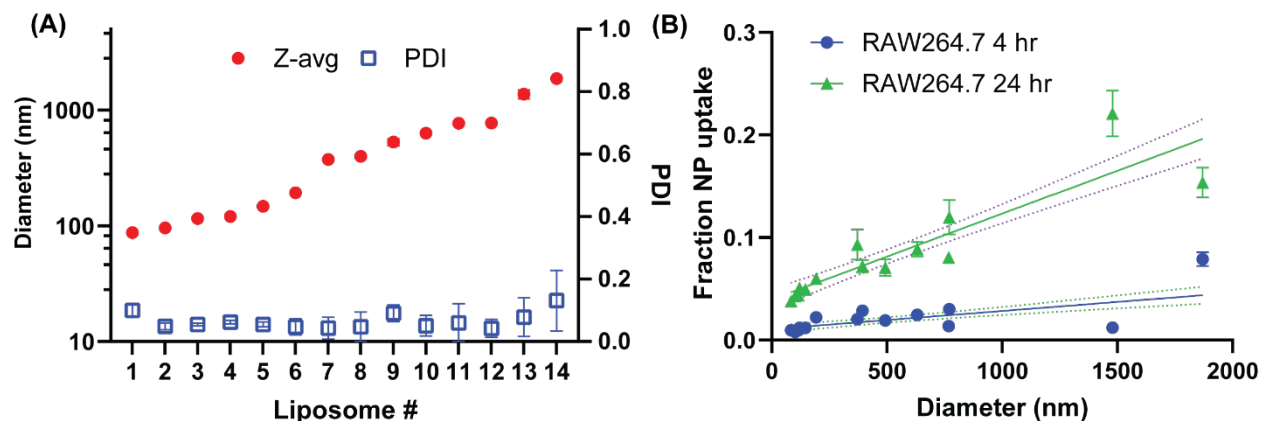 (A)
Z-avg PDI
Diameter (nm)
1000
100
10
1.0
0.8
0.6
0.4
0.2
0.0
PDI
1 2 3 4 5 6 7 8 9 10 11 12 13 14
Liposome #
(B)
RAW264.7 4 hr
RAW264.7 24 hr
Fraction NP uptake
0.3
0.2
0.1
0.0
0 500 1000 1500 2000
Diameter (nm)